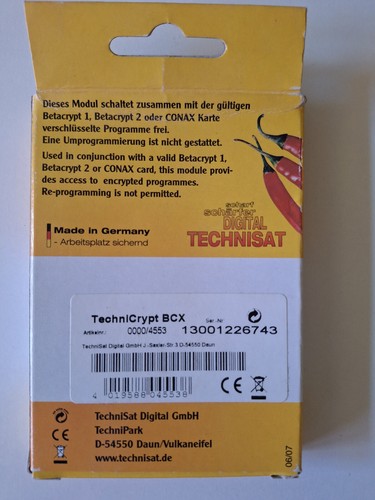 Dieses Modul schaltet zusammen mit der gültigen
Betacrypt 1, Betacrypt 2 oder CONAX Karte
verschlüsselte Programme frei.
Eine Umprogrammierung ist nicht gestattet.
Used in conjunction with a valid Betacrypt 1,
Betacrypt 2 or CONAX card, this module provi-
des access to encrypted programmes.
Re-programming is not permitted.
scharf
schärfer
DIGITAL
TECHNISAT
Made in Germany
- Arbeitsplatz sichernd
TechniCrypt BCX
Ser.-Nr
Artikelnr.: 0000/4553 13001226743
TechniSat Digital GmbH J.-Saxler-Str.3 D-54550 Daun
4 019588 045538
CE
TechniSat Digital GmbH
TechniPark
CE D-54550 Daun/Vulkaneifel
www.technisat.de
06/07